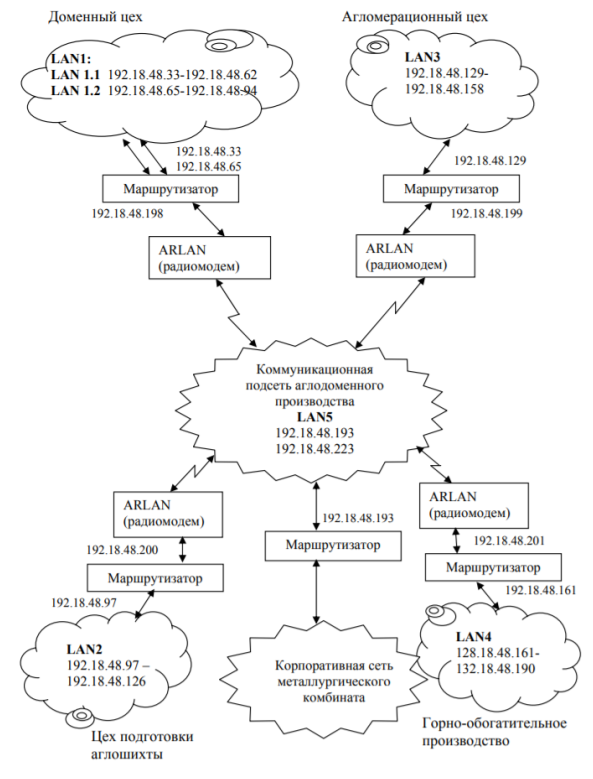 Доменный цех
Агломерационный цех
LAN1:
LAN 1.1 192.18.48.33-192.18.48.62
LAN 1.2 192.18.48.65-192.18.48.94
LAN3
192.18.48.129-
192.18.48.158
192.18.48.33
192.18.48.65
192.18.48.129
Маршрутизатор
Маршрутизатор
192.18.48.198
192.18.48.199
ARLAN
(радиомодем)
ARLAN
(радиомодем)
Коммуникационная
подсеть аглодоменного
производства
LAN5
192.18.48.193
192.18.48.223
ARLAN
(радиомодем)
ARLAN
(радиомодем)
192.18.48.193
192.18.48.200
192.18.48.201
Маршрутизатор
Маршрутизатор
Маршрутизатор
192.18.48.97
192.18.48.161
LAN2
192.18.48.97 –
192.18.48.126
Корпоративная сеть
металлургического
комбината
LAN4
128.18.48.161-
132.18.48.190
Цех подготовки
аглошихты
Горно-обогатительное
производство